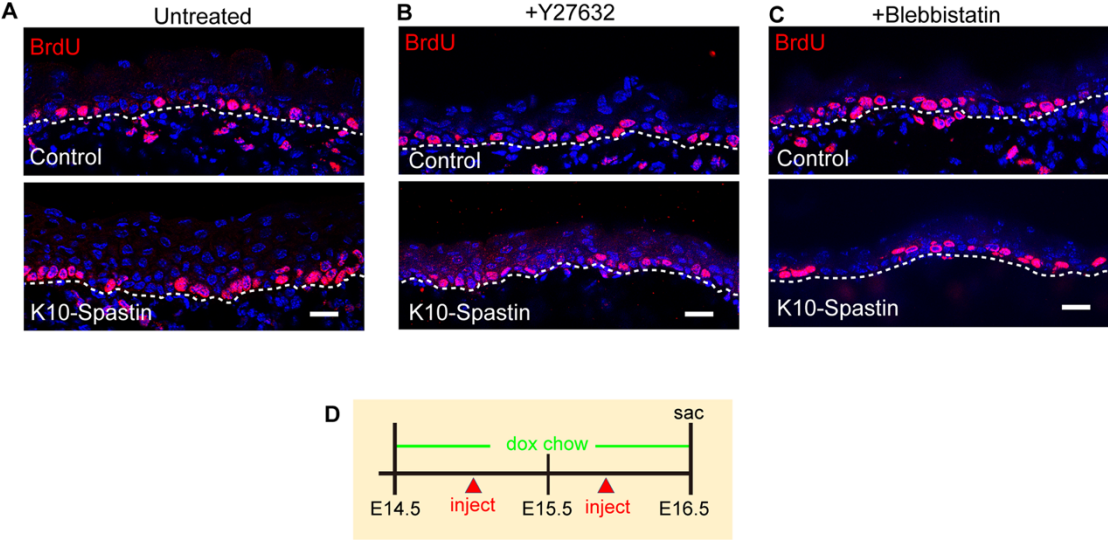 A
Untreated
BrdU
Control
K10-Spastin
B
+Y27632
BrdU
Control
K10-Spastin
C
+Blebbistatin
BrdU
Control
K10-Spastin
D
sac
dox chow
inject
inject
E14.5
E15.5
E16.5